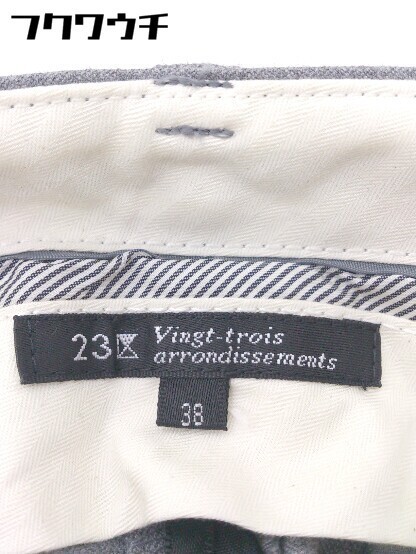 フクウワチ
23区 Vingt-trois
arrondissements
38